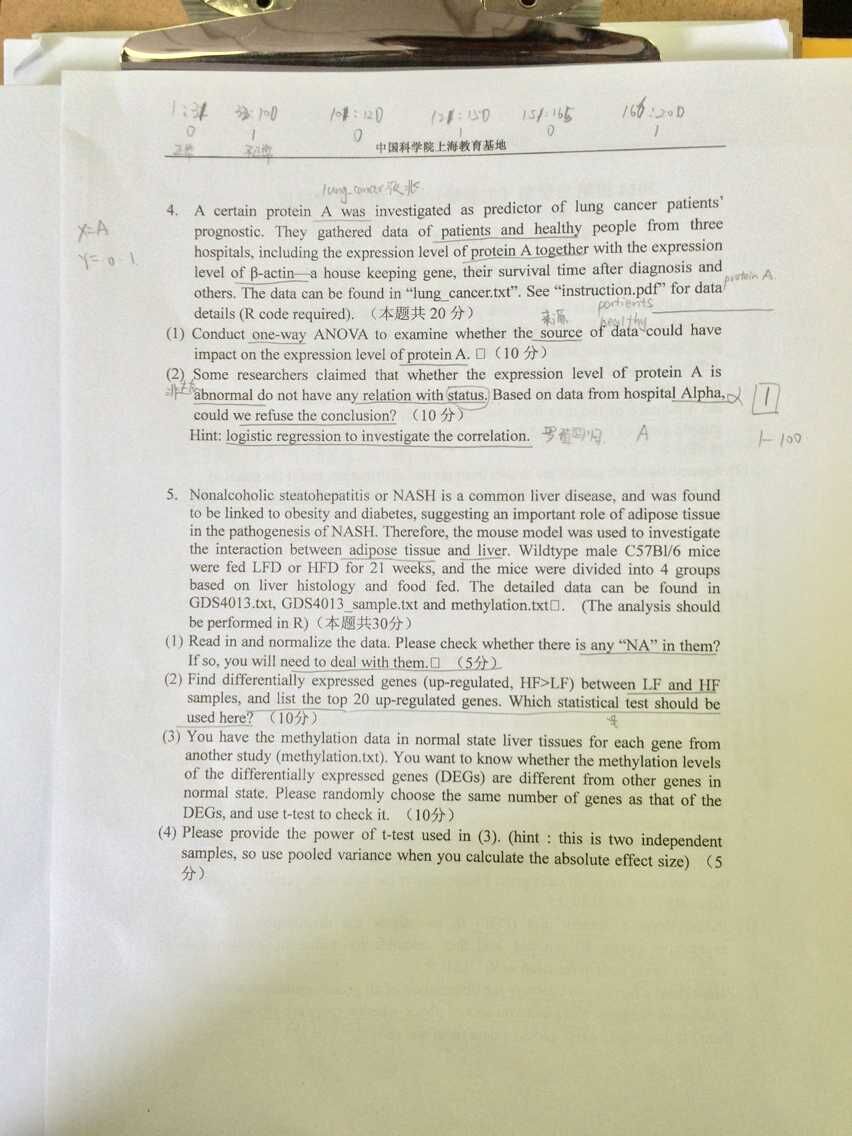 1:31 32:100 101:120 121:150 151:165 166:200
0 1 0 1 0 1
中国科学院上海教育基地
lung_cancer
4. A certain protein A was investigated as predictor of lung cancer patients'
X=A
prognostic. They gathered data of patients and healthy people from three
hospitals, including the expression level of protein A together with the expression
Y= 0 1
level of β-actin—a house keeping gene, their survival time after diagnosis and
others. The data can be found in “lung_cancer.txt”. See “instruction.pdf” for data
protein A.
details (R code required). （本题共 20 分）
来源
(1) Conduct one-way ANOVA to examine whether the source of data could have
impact on the expression level of protein A. □（10 分）
(2) Some researchers claimed that whether the expression level of protein A is
abnormal do not have any relation with status. Based on data from hospital Alpha,
α 1
could we refuse the conclusion? （10 分）
Hint: logistic regression to investigate the correlation.
A 1-100
5. Nonalcoholic steatohepatitis or NASH is a common liver disease, and was found
to be linked to obesity and diabetes, suggesting an important role of adipose tissue
in the pathogenesis of NASH. Therefore, the mouse model was used to investigate
the interaction between adipose tissue and liver. Wildtype male C57Bl/6 mice
were fed LFD or HFD for 21 weeks, and the mice were divided into 4 groups
based on liver histology and food fed. The detailed data can be found in
GDS4013.txt, GDS4013_sample.txt and methylation.txt□. (The analysis should
be performed in R)（本题共30分）
(1) Read in and normalize the data. Please check whether there is any “NA” in them?
If so, you will need to deal with them.□ （5分）
(2) Find differentially expressed genes (up-regulated, HF>LF) between LF and HF
samples, and list the top 20 up-regulated genes. Which statistical test should be
used here? （10分）
(3) You have the methylation data in normal state liver tissues for each gene from
another study (methylation.txt). You want to know whether the methylation levels
of the differentially expressed genes (DEGs) are different from other genes in
normal state. Please randomly choose the same number of genes as that of the
DEGs, and use t-test to check it. （10分）
(4) Please provide the power of t-test used in (3). (hint : this is two independent
samples, so use pooled variance when you calculate the absolute effect size) （5
分）